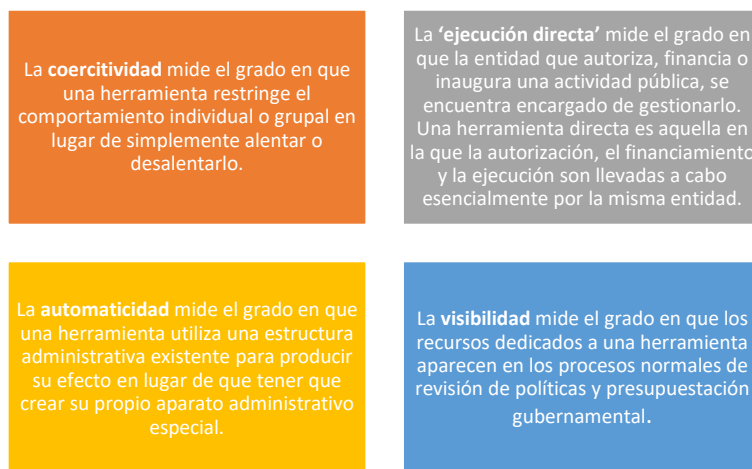 La coercitividad mide el grado en que
una herramienta restringe el
comportamiento individual o grupal en
lugar de simplemente alentar o
desalentarlo.
La ‘ejecución directa’ mide el grado en
que la entidad que autoriza, financia o
inaugura una actividad pública, se
encuentra encargado de gestionarlo.
Una herramienta directa es aquella en
la que la autorización, el financiamiento
y la ejecución son llevadas a cabo
esencialmente por la misma entidad.
La automaticidad mide el grado en que
una herramienta utiliza una estructura
administrativa existente para producir
su efecto en lugar de que tener que
crear su propio aparato administrativo
especial.
La visibilidad mide el grado en que los
recursos dedicados a una herramienta
aparecen en los procesos normales de
revisión de políticas y presupuestación
gubernamental.